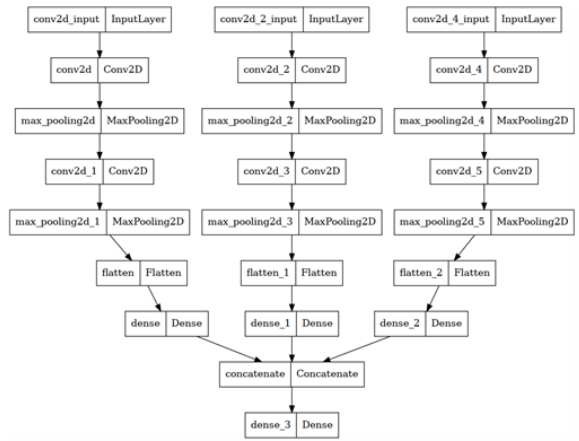 conv2d_input InputLayer conv2d_2_input InputLayer conv2d_4_input InputLayer
conv2d Conv2D conv2d_2 Conv2D conv2d_4 Conv2D
max_pooling2d MaxPooling2D max_pooling2d_2 MaxPooling2D max_pooling2d_4 MaxPooling2D
conv2d_1 Conv2D conv2d_3 Conv2D conv2d_5 Conv2D
max_pooling2d_1 MaxPooling2D max_pooling2d_3 MaxPooling2D max_pooling2d_5 MaxPooling2D
flatten Flatten flatten_1 Flatten flatten_2 Flatten
dense Dense dense_1 Dense dense_2 Dense
concatenate Concatenate
dense_3 Dense